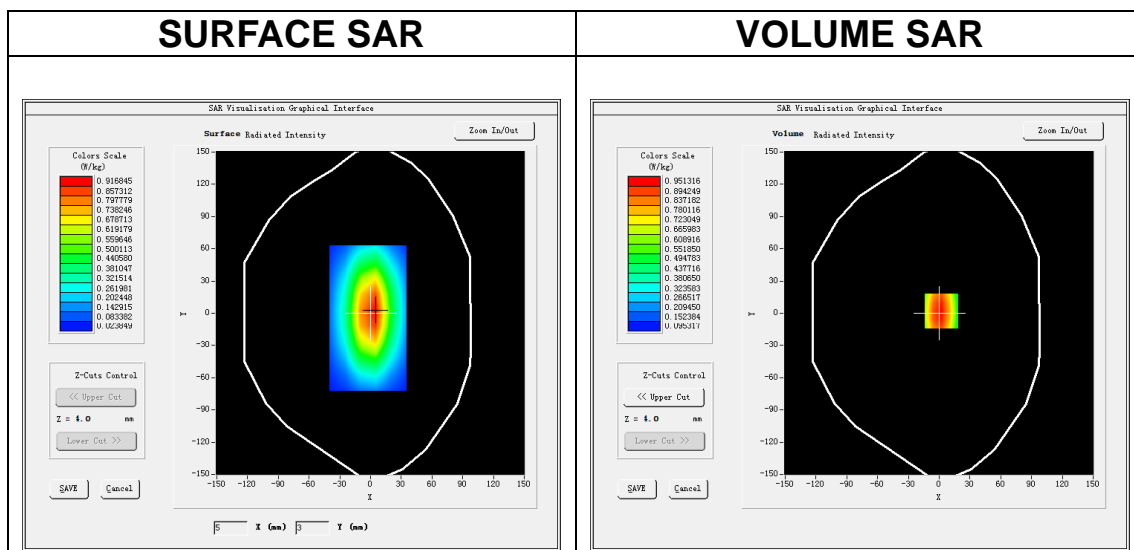 SURFACE SAR
SAR Visualisation Graphical Interface
Surface Radiated Intensity
Zoom In/Out
Colors Scale
(W/kg)
0.916845
0.857312
0.797779
0.738246
0.678713
0.619179
0.559646
0.500113
0.440580
0.381047
0.321514
0.261981
0.202448
0.142915
0.083382
0.023849
Z-Cuts Control
<< Upper Cut
Z = 4.0 mm
Lower Cut >>
SAVE Cancel
150
120
90
60
30
0
-30
-60
-90
-120
-150
Y
-150 -120 -90 -60 -30 0 30 60 90 120 150
X
5 X (mm) 3 Y (mm)
VOLUME SAR
SAR Visualisation Graphical Interface
Volume Radiated Intensity
Zoom In/Out
Colors Scale
(W/kg)
0.951316
0.894249
0.837182
0.780116
0.723049
0.665983
0.608916
0.551850
0.494783
0.437716
0.380650
0.323583
0.266517
0.209450
0.152384
0.095317
Z-Cuts Control
<< Upper Cut
Z = 4.0 mm
Lower Cut >>
SAVE Cancel
150
120
90
60
30
0
-30
-60
-90
-120
-150
Y
-150 -120 -90 -60 -30 0 30 60 90 120 150
X